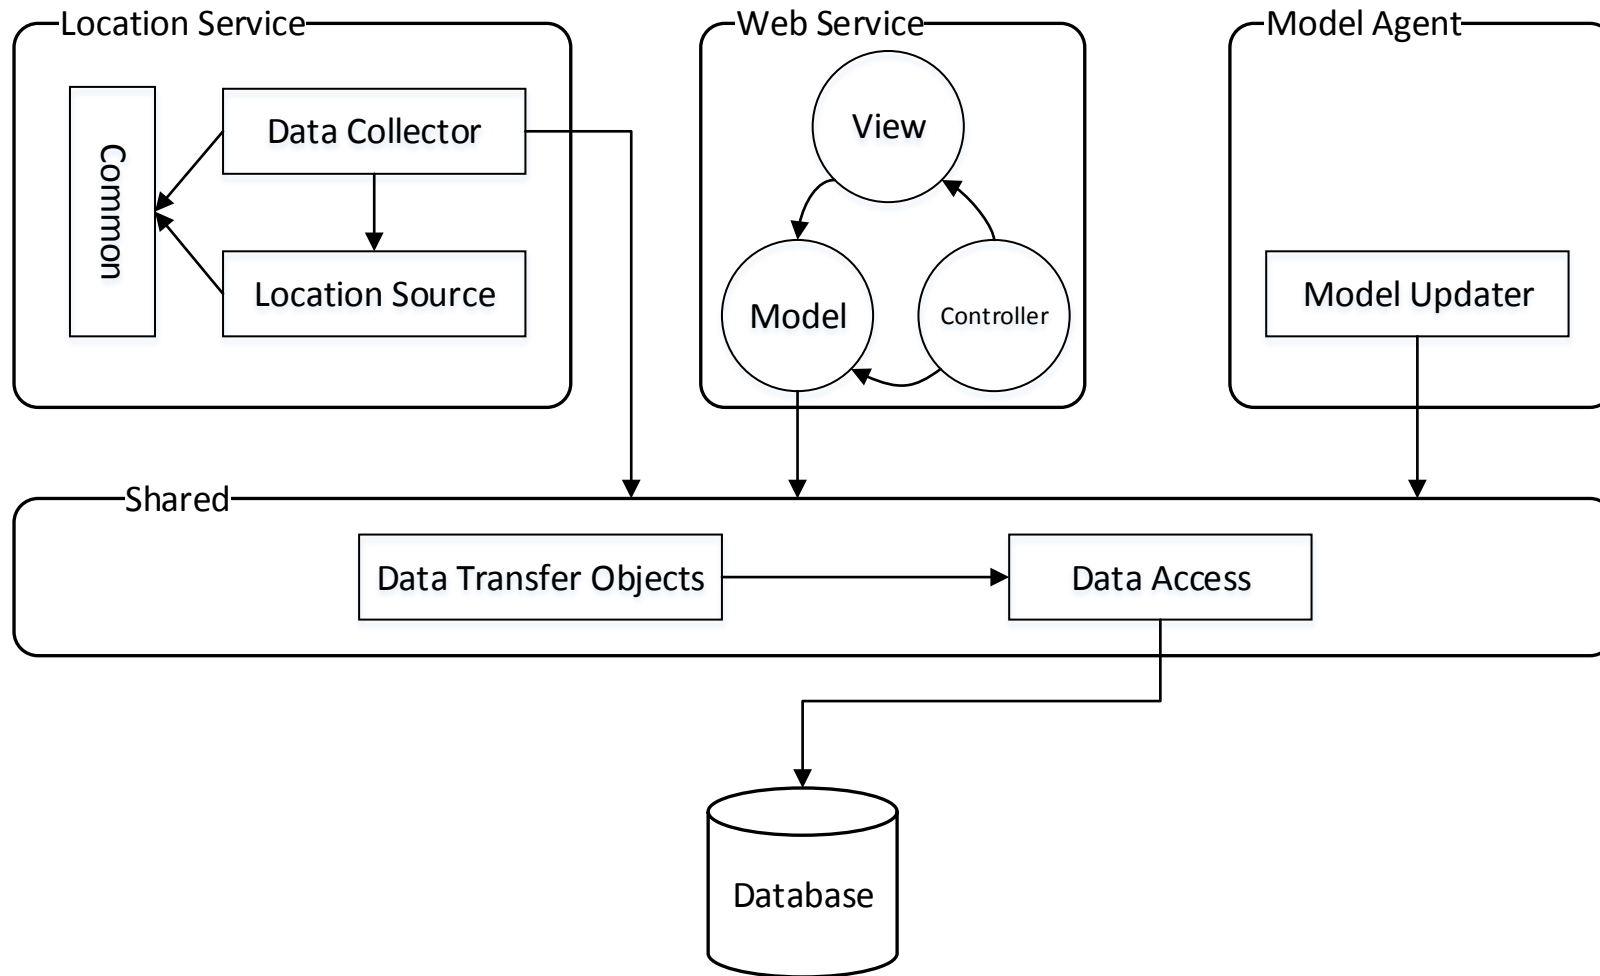 Location Service
Web Service
Model Agent
Common
Data Collector
Location Source
View
Model
Controller
Model Updater
Shared
Data Transfer Objects
Data Access
Database